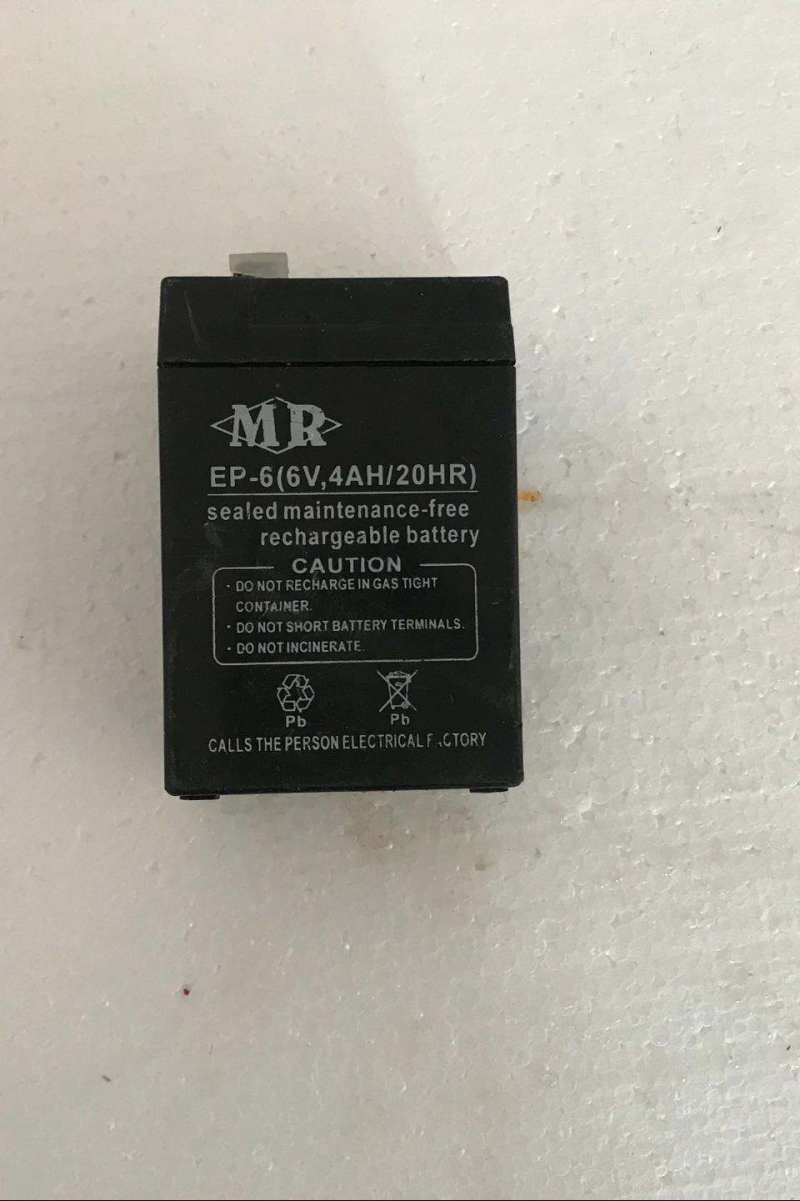 MR
EP-6(6V,4AH/20HR)
sealed maintenance-free
rechargeable battery
CAUTION
· DO NOT RECHARGE IN GAS TIGHT
CONTAINER.
· DO NOT SHORT BATTERY TERMINALS.
· DO NOT INCINERATE.
Pb Pb
CALLS THE PERSON ELECTRICAL